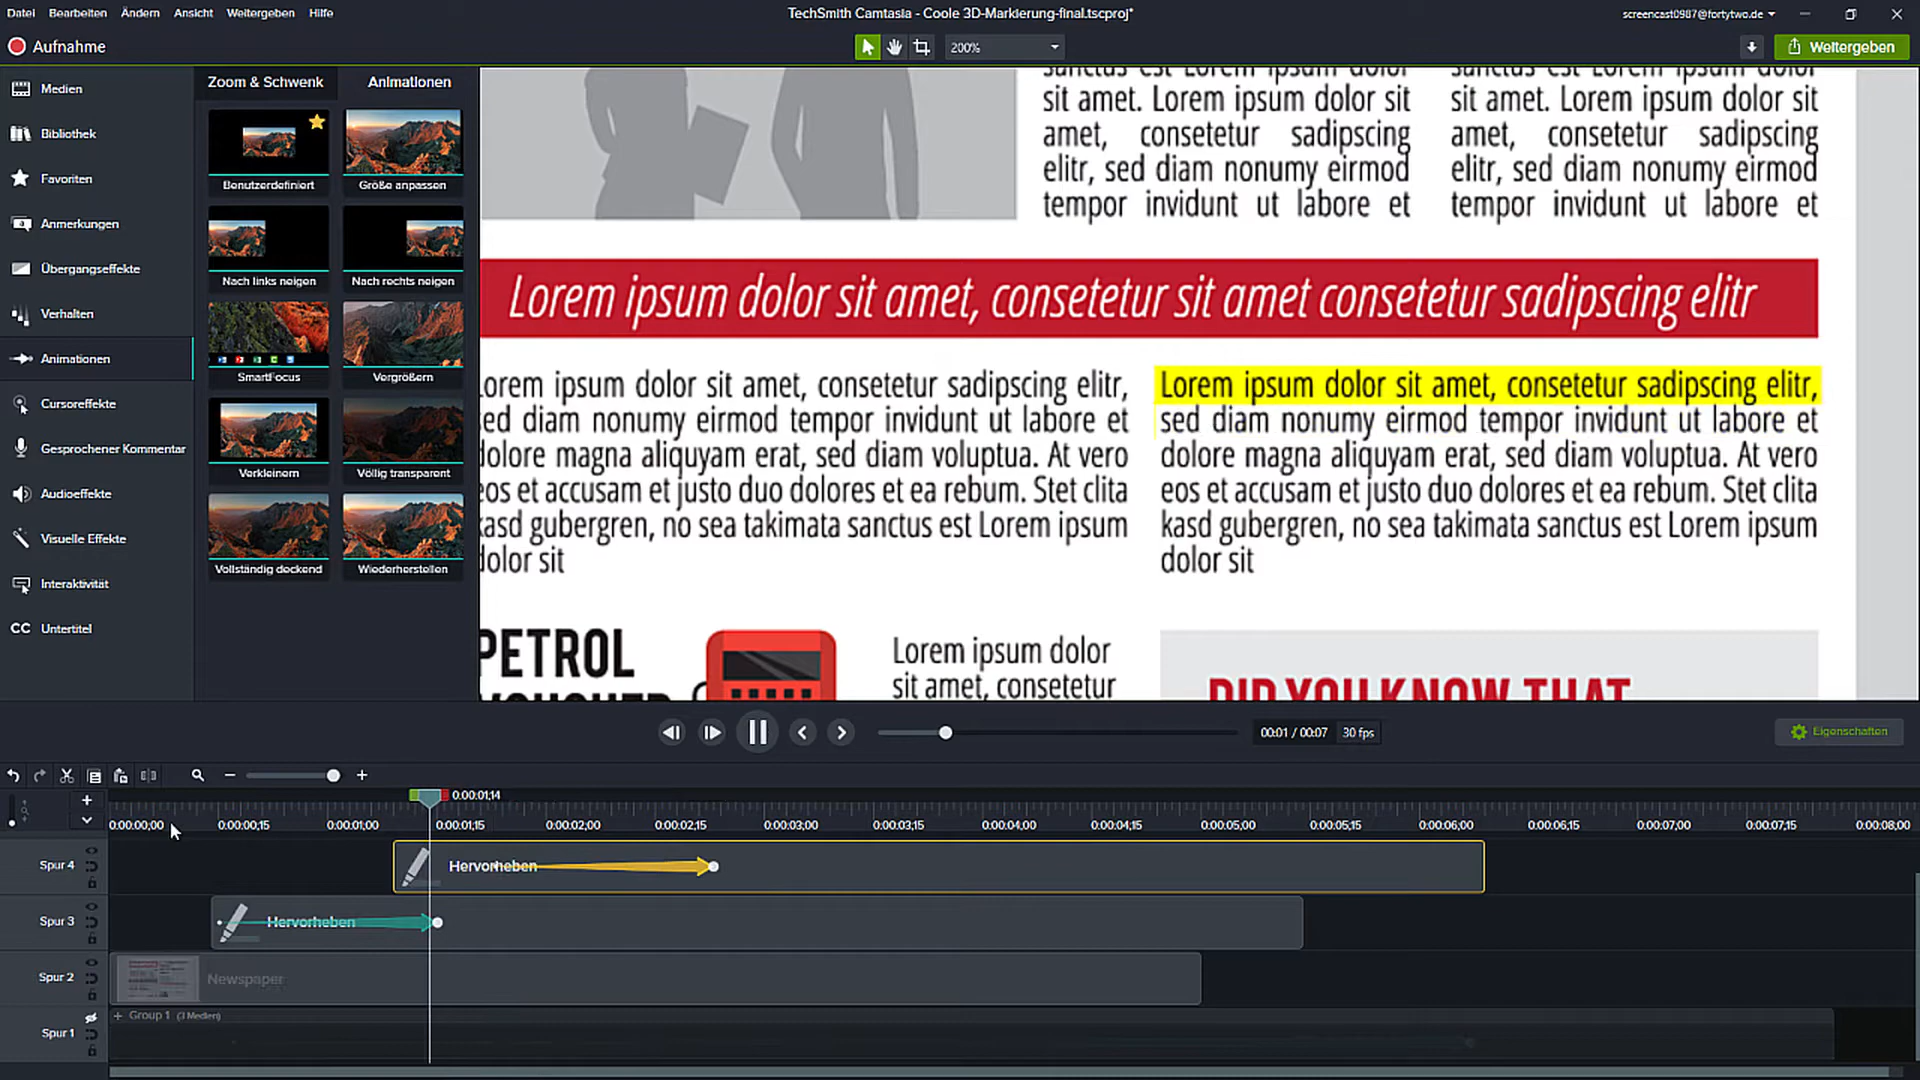 Datei Bearbeiten Ändern Ansicht Weitergeben Hilfe
TechSmith Camtasia - Coole 3D-Markierung-final.tscproj*
screencast0987@fortytwo.de
Aufnahme
200%
Weitergeben
Medien
Bibliothek
Favoriten
Anmerkungen
Übergangseffekte
Verhalten
Animationen
Cursoreffekte
Gesprochener Kommentar
Audioeffekte
Visuelle Effekte
Interaktivität
CC Untertitel
Zoom & Schwenk Animationen
Benutzerdefiniert Größe anpassen
Nach links neigen Nach rechts neigen
SmartFocus Vergrößern
Verkleinern Völlig transparent
Vollständig deckend Wiederherstellen
sanctus est Lorem ipsum dolor
sit amet. Lorem ipsum dolor sit
amet, consetetur sadipscing
elitr, sed diam nonumy eirmod
tempor invidunt ut labore et
sanctus est Lorem ipsum dolor
sit amet. Lorem ipsum dolor sit
amet, consetetur sadipscing
elitr, sed diam nonumy eirmod
tempor invidunt ut labore et
Lorem ipsum dolor sit amet, consetetur sit amet consetetur sadipscing elitr
Lorem ipsum dolor sit amet, consetetur sadipscing elitr,
sed diam nonumy eirmod tempor invidunt ut labore et
dolore magna aliquyam erat, sed diam voluptua. At vero
eos et accusam et justo duo dolores et ea rebum. Stet clita
kasd gubergren, no sea takimata sanctus est Lorem ipsum
dolor sit
Lorem ipsum dolor sit amet, consetetur sadipscing elitr,
sed diam nonumy eirmod tempor invidunt ut labore et
dolore magna aliquyam erat, sed diam voluptua. At vero
eos et accusam et justo duo dolores et ea rebum. Stet clita
kasd gubergren, no sea takimata sanctus est Lorem ipsum
dolor sit
PETROL
VOUCHER
Lorem ipsum dolor
sit amet, consetetur
DID YOU KNOW THAT
00:01 / 00:07 30 fps
Eigenschaften
0:00:01;14
0:00:00;00 0:00:00;15 0:00:01;00 0:00:01;15 0:00:02;00 0:00:02;15 0:00:03;00 0:00:03;15 0:00:04;00 0:00:04;15 0:00:05;00 0:00:05;15 0:00:06;00 0:00:06;15 0:00:07;00 0:00:07;15 0:00:08;00
Spur 4 Hervorheben
Spur 3 Hervorheben
Spur 2 Newspaper
Spur 1 + Group 1 (3 Medien)